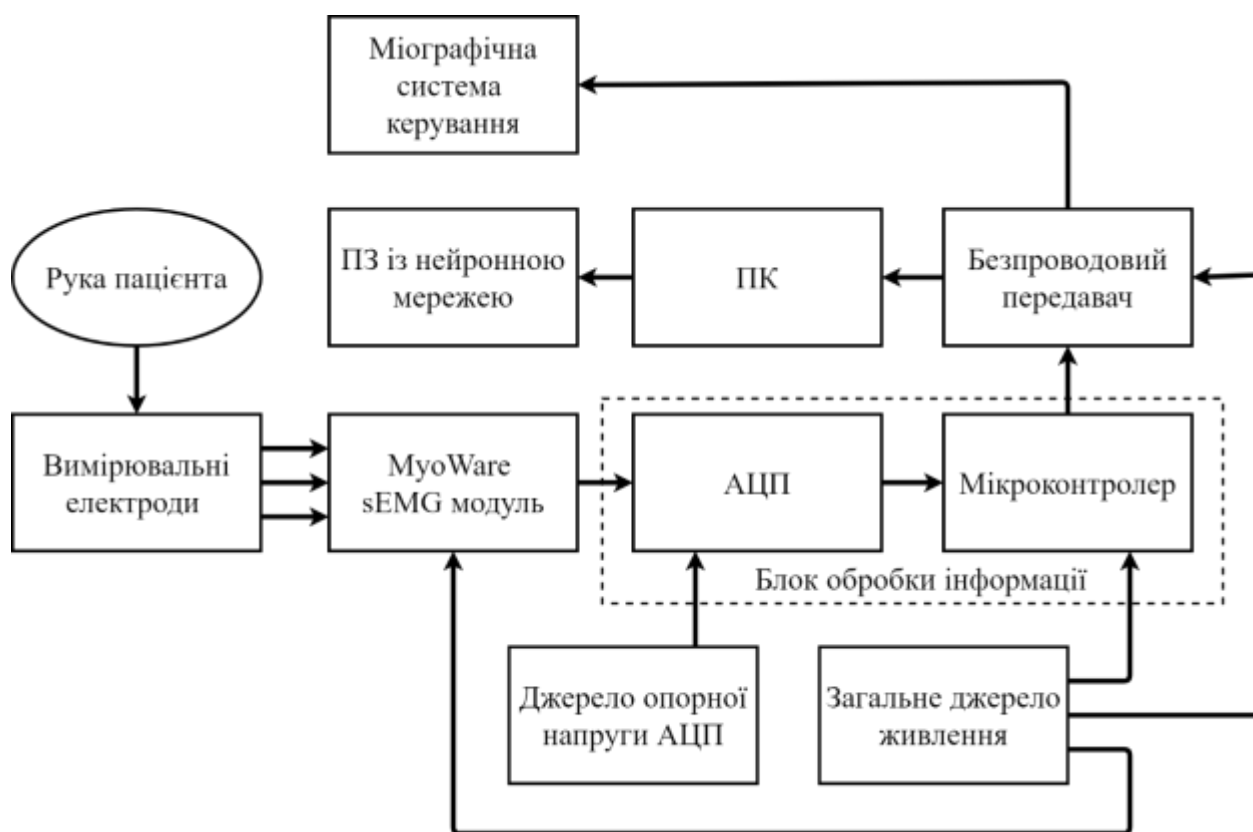 Міографічна
система
керування
Рука пацієнта
ПЗ із нейронною
мережею
ПК
Безпроводовий
передавач
Вимірювальні
електроди
MyoWare
sEMG модуль
АЦП
Мікроконтролер
Блок обробки інформації
Джерело опорної
напруги АЦП
Загальне джерело
живлення